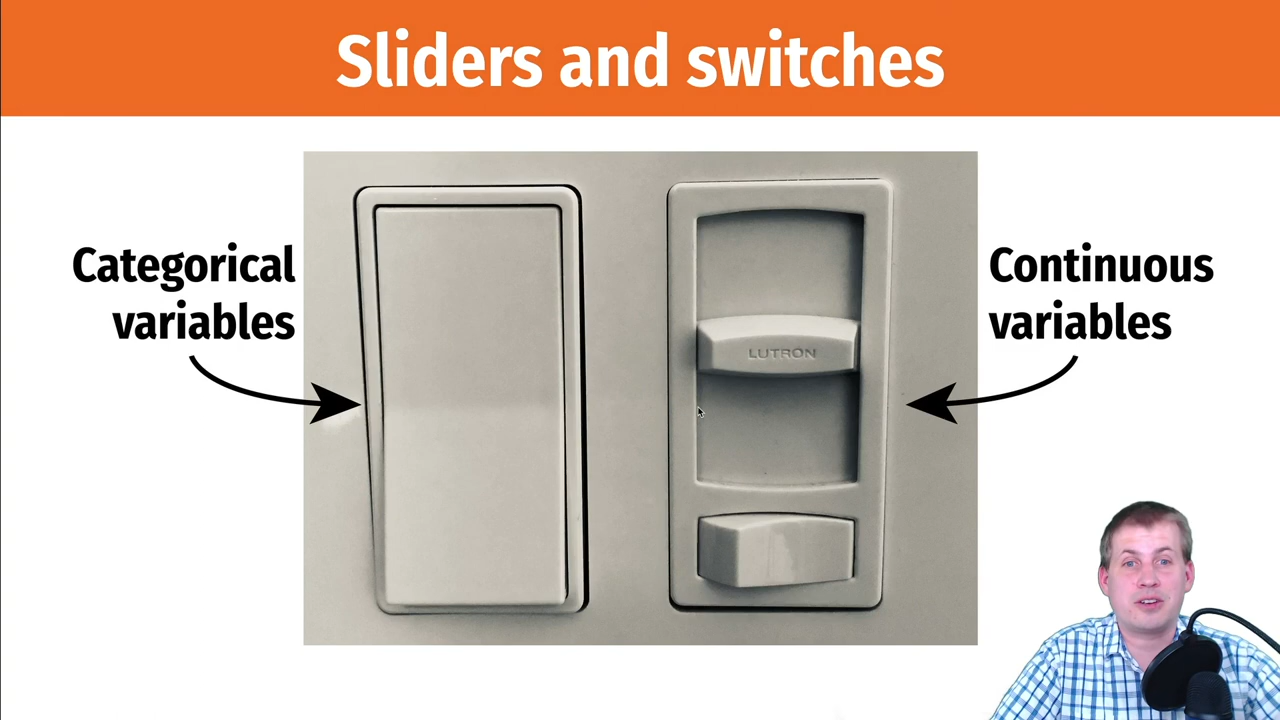 Sliders and switches
Categorical
variables
LUTRON
Continuous
variables